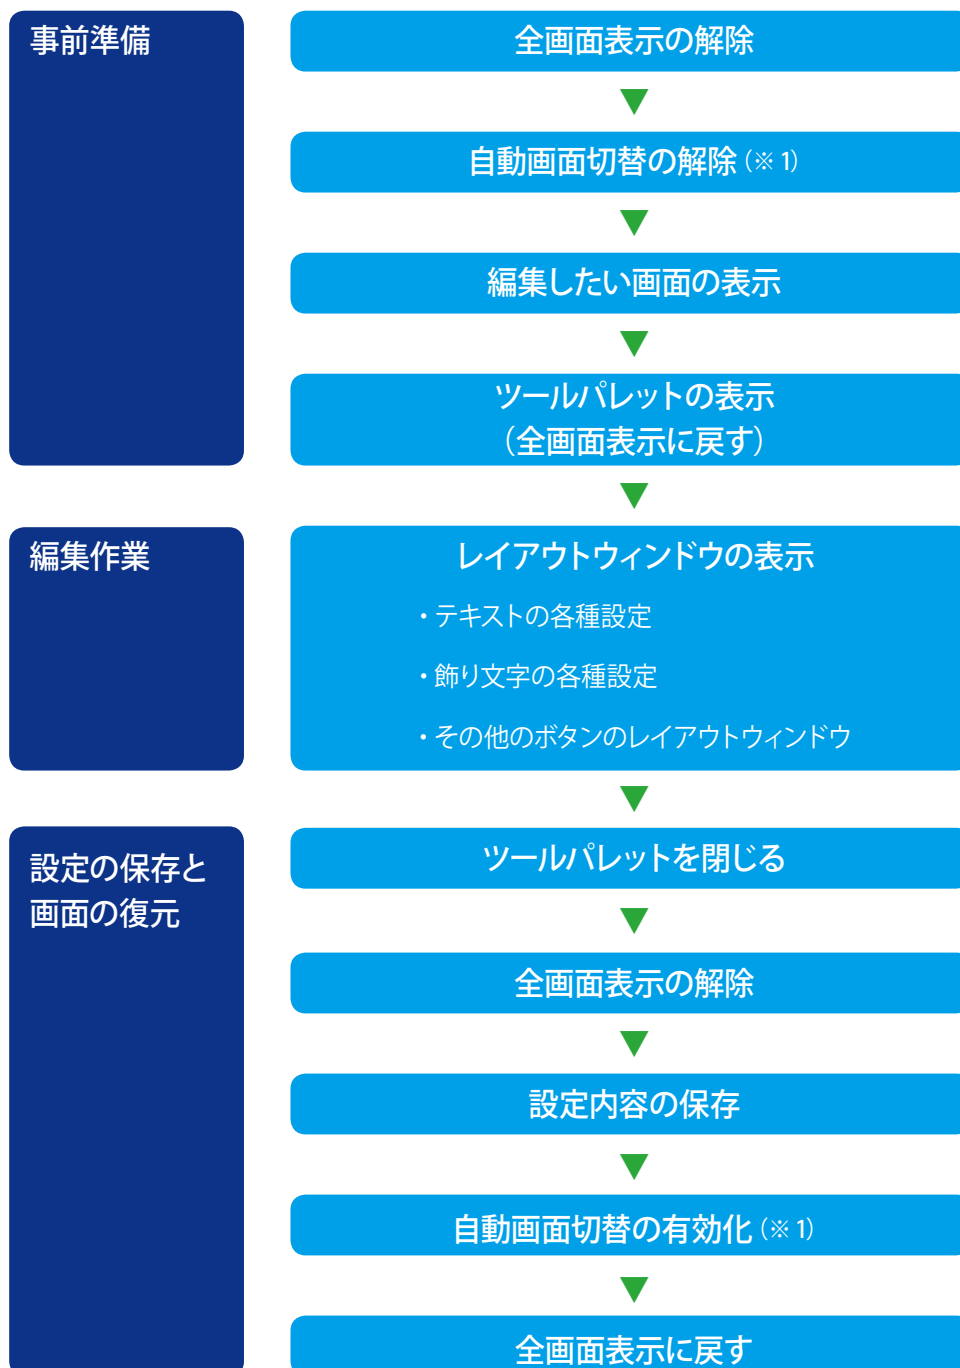 事前準備
全画面表示の解除
自動画面切替の解除（※ 1）
編集したい画面の表示
ツールパレットの表示
（全画面表示に戻す）
編集作業
レイアウトウィンドウの表示
・テキストの各種設定
・飾り文字の各種設定
・その他のボタンのレイアウトウィンドウ
設定の保存と
画面の復元
ツールパレットを閉じる
全画面表示の解除
設定内容の保存
自動画面切替の有効化（※ 1）
全画面表示に戻す